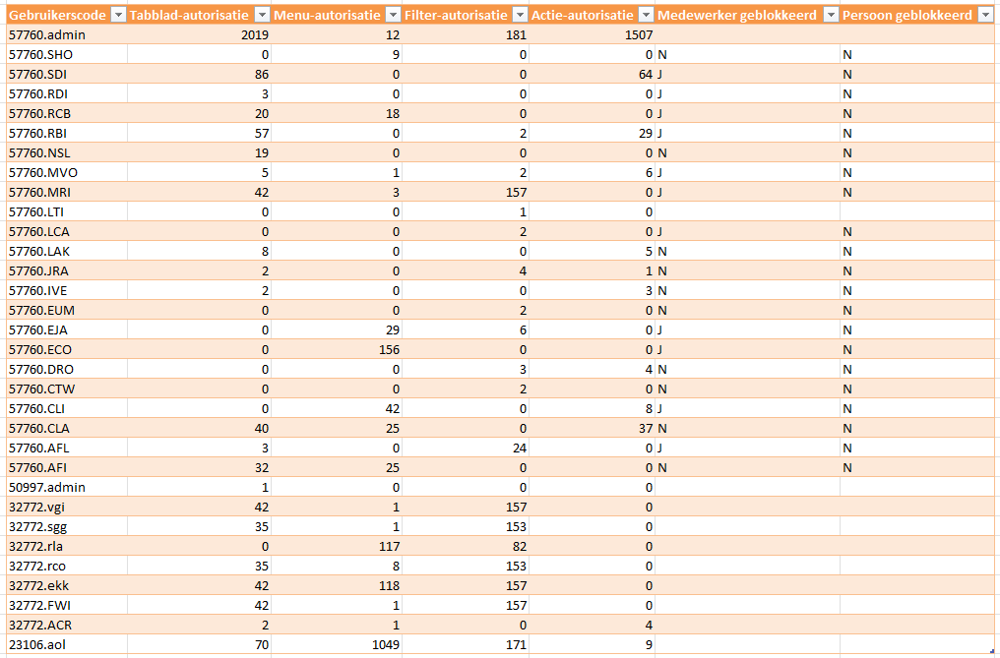 Gebruikerscode Tabblad-autorisatie Menu-autorisatie Filter-autorisatie Actie-autorisatie Medewerker geblokkeerd Persoon geblokkeerd
57760.admin 2019 12 181 1507
57760.SHO 0 9 0 0 N N
57760.SDI 86 0 0 64 J N
57760.RDI 3 0 0 0 J N
57760.RCB 20 18 0 0 J N
57760.RBI 57 0 2 29 J N
57760.NSL 19 0 0 0 N N
57760.MVO 5 1 2 6 J N
57760.MRI 42 3 157 0 J N
57760.LTI 0 0 1 0
57760.LCA 0 0 2 0 J N
57760.LAK 8 0 0 5 N N
57760.JRA 2 0 4 1 N N
57760.IVE 2 0 0 3 N N
57760.EUM 0 0 2 0 N N
57760.EJA 0 29 6 0 J N
57760.ECO 0 156 0 0 J N
57760.DRO 0 0 3 4 N N
57760.CTW 0 0 2 0 N N
57760.CLI 0 42 0 8 J N
57760.CLA 40 25 0 37 N N
57760.AFL 3 0 24 0 J N
57760.AFI 32 25 0 0 N N
50997.admin 1 0 0 0
32772.vgi 42 1 157 0
32772.sgg 35 1 153 0
32772.rla 0 117 82 0
32772.rco 35 8 153 0
32772.ekk 42 118 157 0
32772.FWI 42 1 157 0
32772.ACR 2 1 0 4
23106.aol 70 1049 171 9